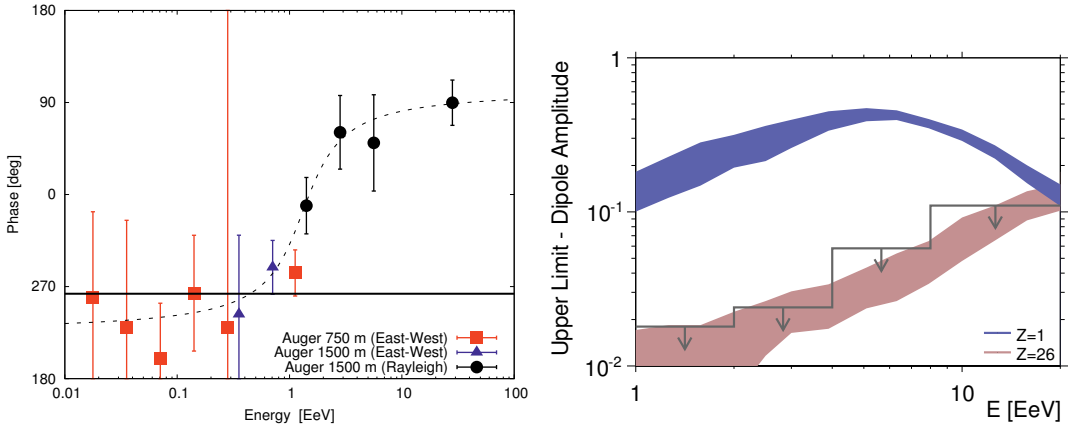 180
90
0
270
180
Phase [deg]
Auger 750 m (East-West)
Auger 1500 m (East-West)
Auger 1500 m (Rayleigh)
0.01 0.1 1 10 100
Energy [EeV]
1
10-1
10-2
Upper Limit - Dipole Amplitude
Z=1
Z=26
1 10
E [EeV]